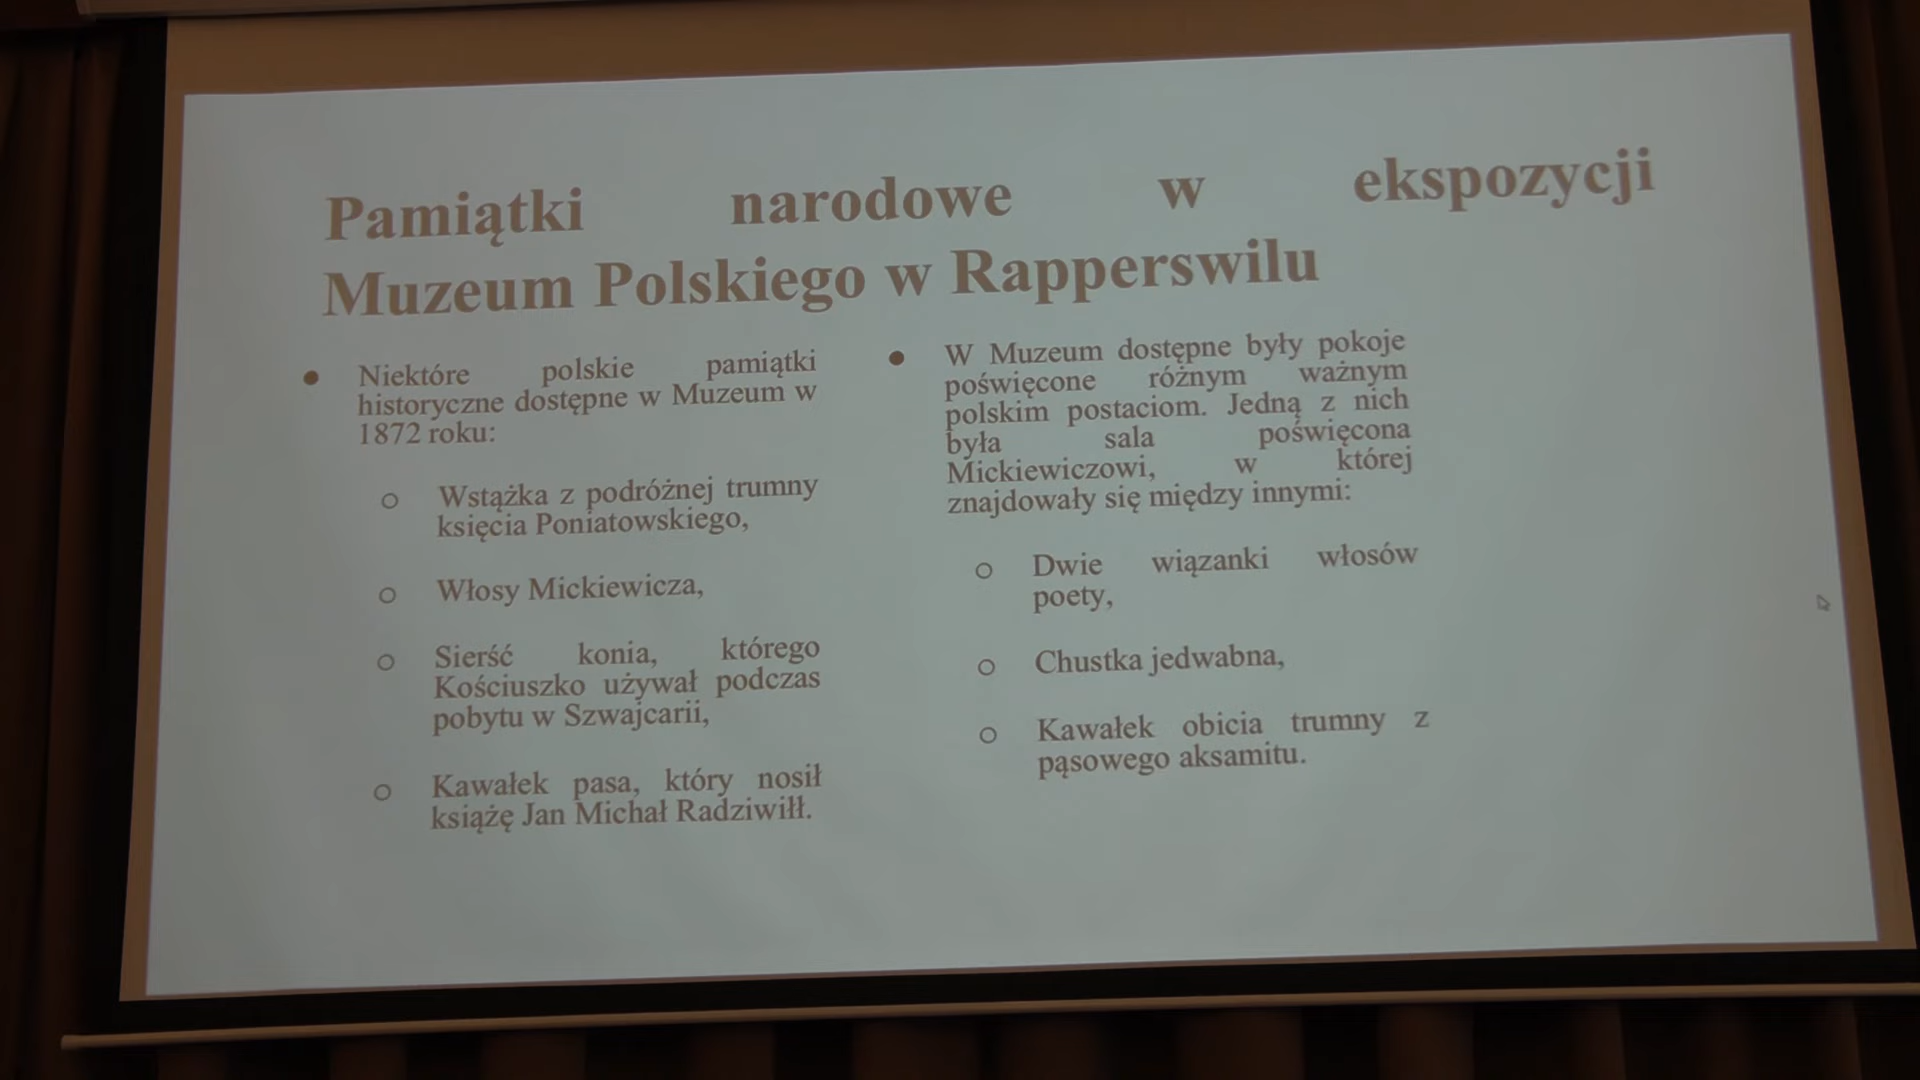 Pamiątki narodowe w ekspozycji
Muzeum Polskiego w Rapperswilu
● Niektóre polskie pamiątki
historyczne dostępne w Muzeum w
1872 roku:
○ Wstążka z podróżnej trumny
księcia Poniatowskiego,
○ Włosy Mickiewicza,
○ Sierść konia, którego
Kościuszko używał podczas
pobytu w Szwajcarii,
○ Kawałek pasa, który nosił
książę Jan Michał Radziwiłł.
● W Muzeum dostępne były pokoje
poświęcone różnym ważnym
polskim postaciom. Jedną z nich
była sala poświęcona
Mickiewiczowi, w której
znajdowały się między innymi:
○ Dwie wiązanki włosów
poety,
○ Chustka jedwabna,
○ Kawałek obicia trumny z
pąsowego aksamitu.